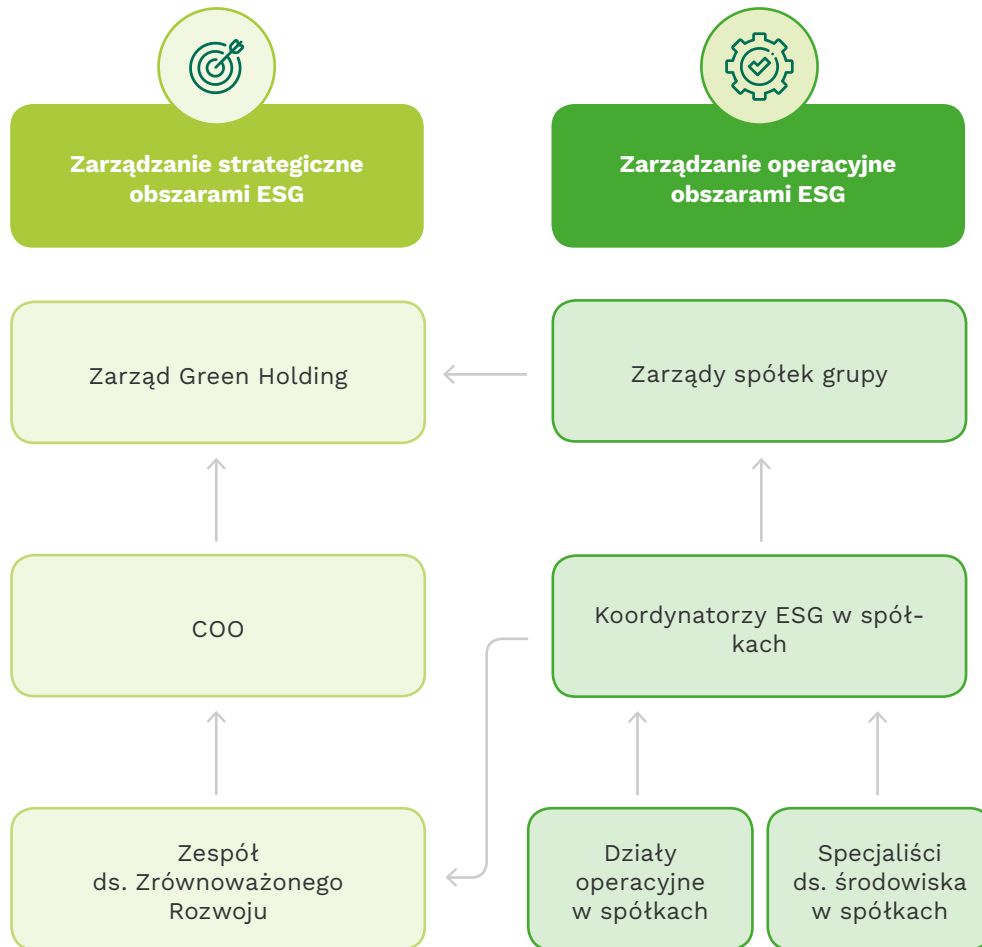 Zarządzanie strategiczne
obszarami ESG
Zarządzanie operacyjne
obszarami ESG
Zarząd Green Holding
Zarządy spółek grupy
COO
Koordynatorzy ESG w spół-
kach
Zespół
ds. Zrównoważonego
Rozwoju
Działy
operacyjne
w spółkach
Specjaliści
ds. środowiska
w spółkach